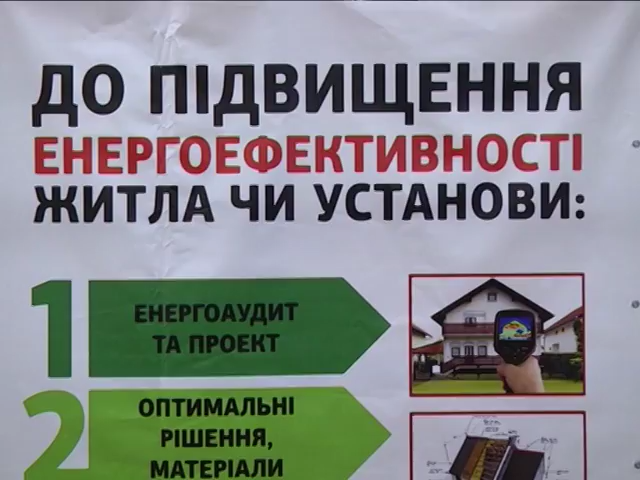 ДО ПІДВИЩЕННЯ
ЕНЕРГОЕФЕКТИВНОСТІ
ЖИТЛА ЧИ УСТАНОВИ:
1
ЕНЕРГОАУДИТ
ТА ПРОЕКТ
2
ОПТИМАЛЬНІ
РІШЕННЯ,
МАТЕРІАЛИ